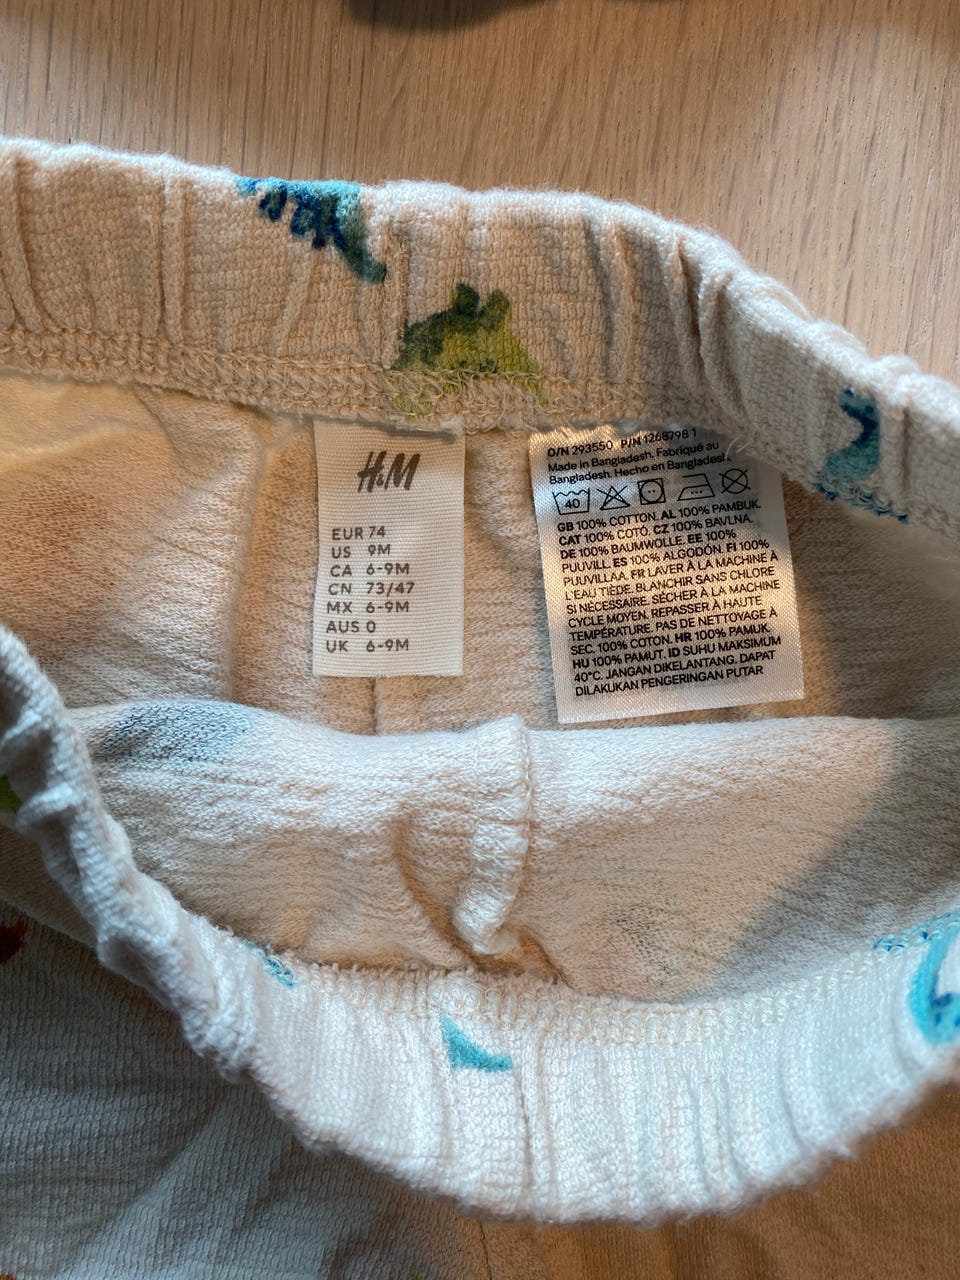 H&M
EUR 74
US 9M
CA 6-9M
CN 73/47
MX 6-9M
AUS 0
UK 6-9M
O/N 293550 P/N 1268798 1
Made in Bangladesh. Fabriqué au
Bangladesh. Hecho en Bangladesh.
40
GB 100% COTTON. AL 100% PAMBUK.
CAT 100% COTÓ. CZ 100% BAVLNA.
DE 100% BAUMWOLLE. EE 100%
PUUVILL. ES 100% ALGODÓN. FI 100%
PUUVILLAA. FR LAVER À LA MACHINE À
L'EAU TIÈDE. BLANCHIR SANS CHLORE
SI NÉCESSAIRE. SÉCHER À LA MACHINE
CYCLE MOYEN. REPASSER À HAUTE
TEMPÉRATURE. PAS DE NETTOYAGE À
SEC. 100% COTON. HR 100% PAMUK.
HU 100% PAMUT. ID SUHU MAKSIMUM
40°C. JANGAN DIKELANTANG. DAPAT
DILAKUKAN PENGERINGAN PUTAR